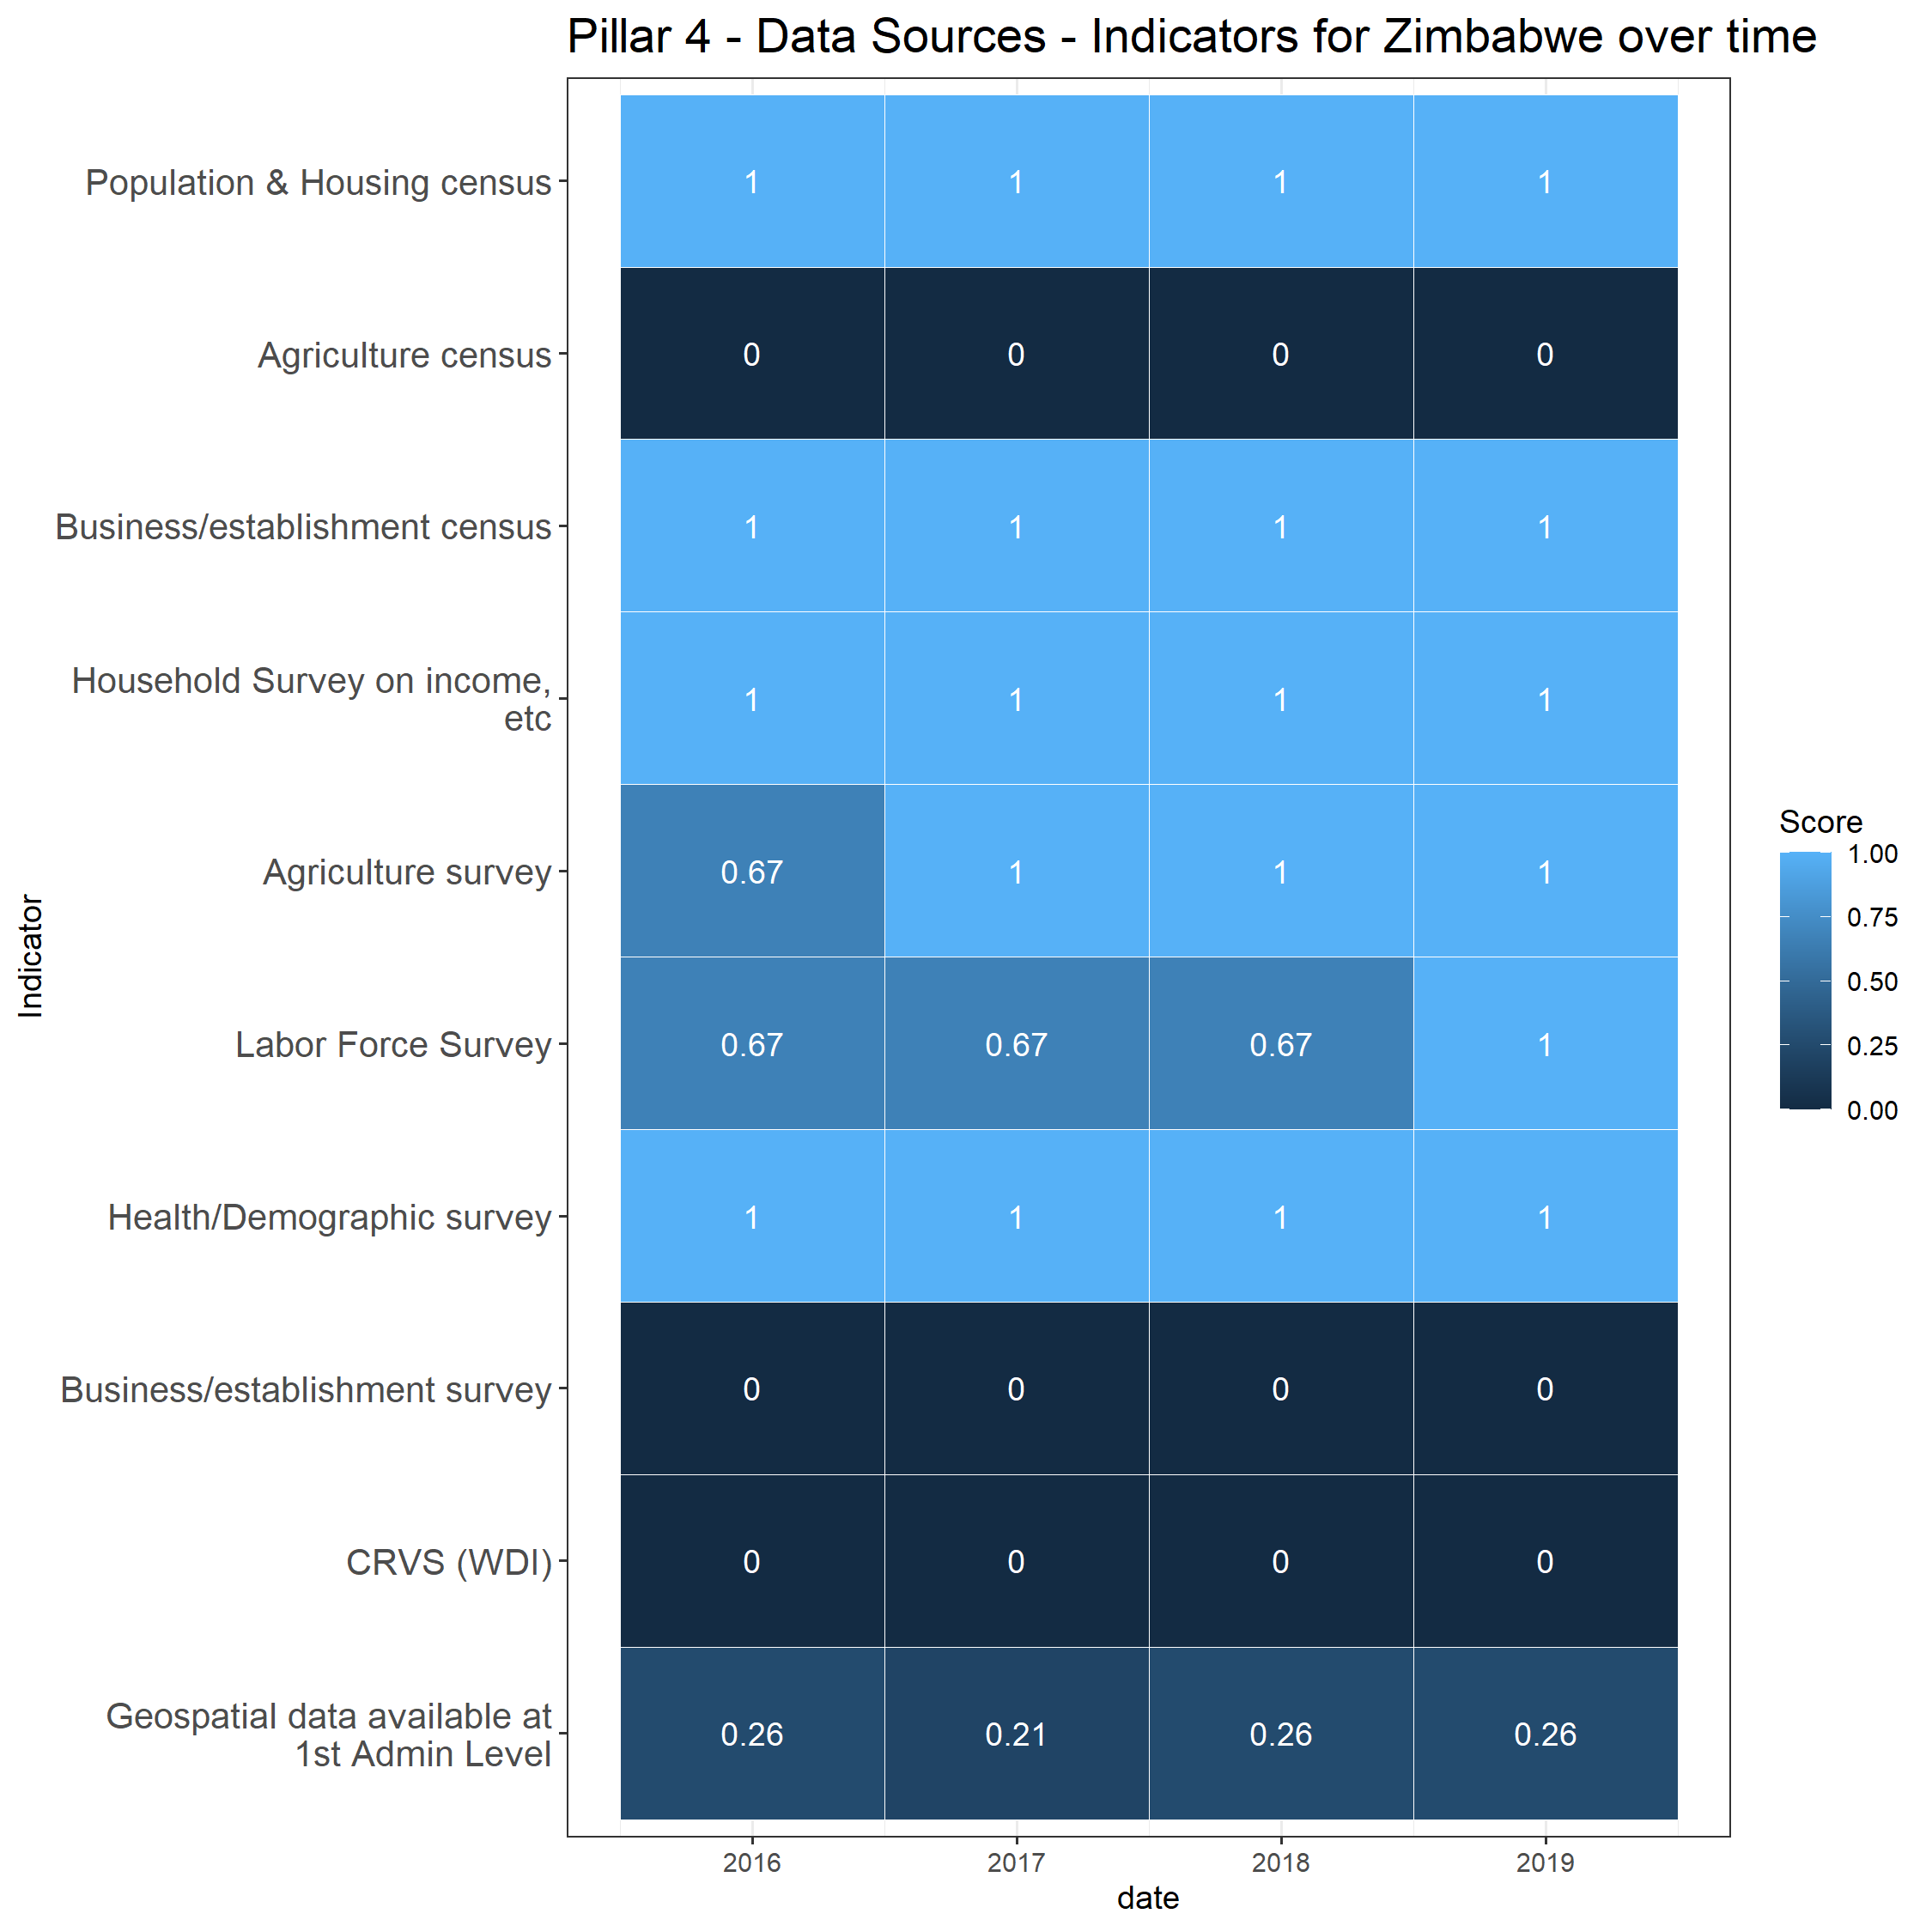 Pillar 4 - Data Sources - Indicators for Zimbabwe over time
Indicator
Population & Housing census
1 1 1 1
Agriculture census
0 0 0 0
Business/establishment census
1 1 1 1
Household Survey on income,
etc
1 1 1 1
Agriculture survey
0.67 1 1 1
Labor Force Survey
0.67 0.67 0.67 1
Health/Demographic survey
1 1 1 1
Business/establishment survey
0 0 0 0
CRVS (WDI)
0 0 0 0
Geospatial data available at
1st Admin Level
0.26 0.21 0.26 0.26
2016 2017 2018 2019
date
Score
1.00
0.75
0.50
0.25
0.00